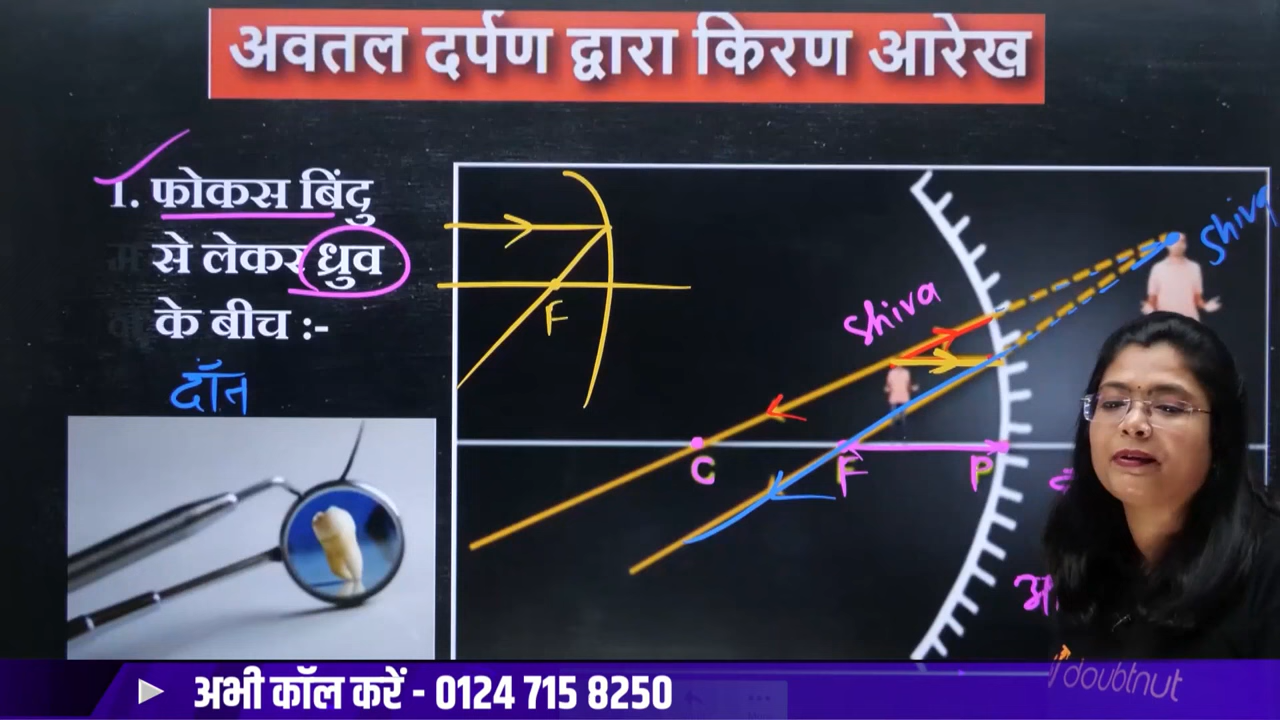 अवतल दर्पण द्वारा किरण आरेख
1. फोकस बिंदु
से लेकर ध्रुव
के बीच :-
दाँत
F
Shiva
Shiva
C
F
P
अभी कॉल करें - 0124 715 8250
doubtnut